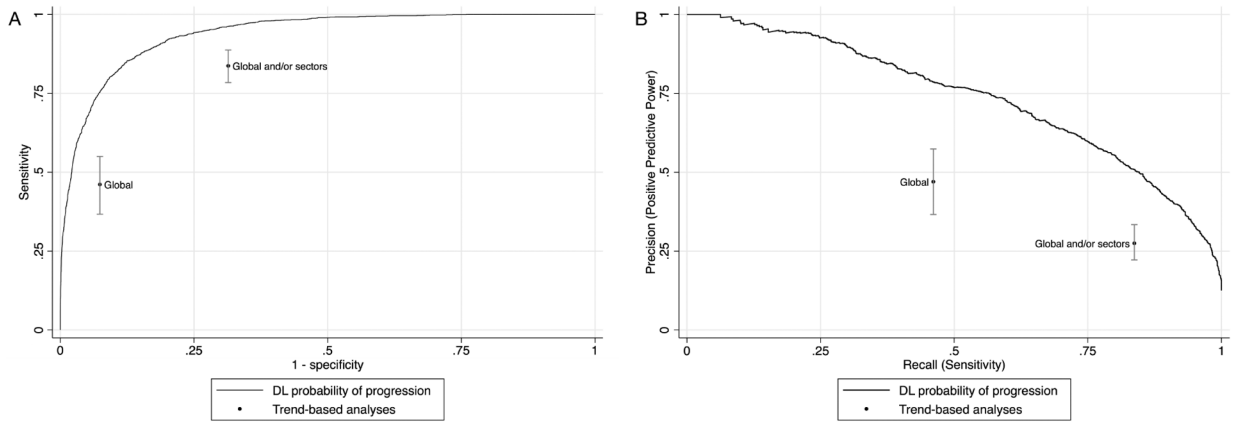 A
Sensitivity
1
.75
.5
.25
0
Global and/or sectors
Global
0 .25 .5 .75 1
1 - specificity
DL probability of progression
Trend-based analyses
B
Precision (Positive Predictive Power)
1
.75
.5
.25
0
Global
Global and/or sectors
0 .25 .5 .75 1
Recall (Sensitivity)
DL probability of progression
Trend-based analyses